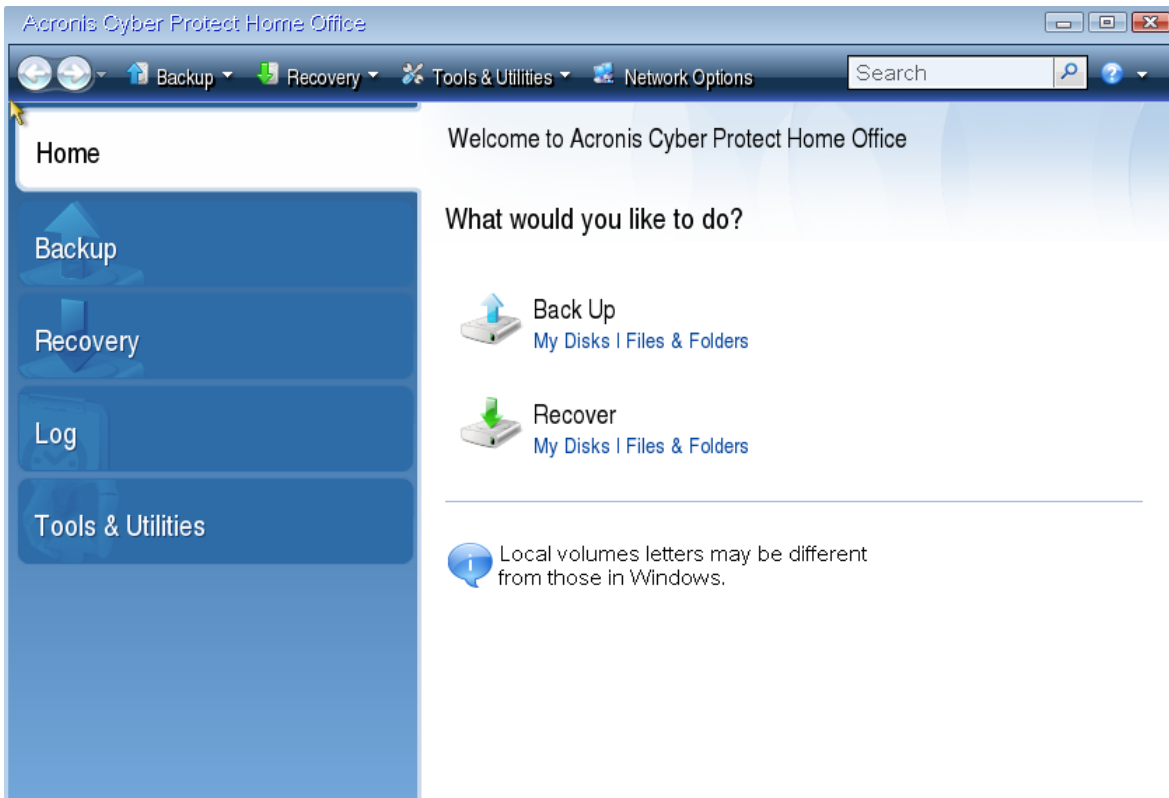 Acronis Cyber Protect Home Office
Backup Recovery Tools & Utilities Network Options Search
Home
Backup
Recovery
Log
Tools & Utilities
Welcome to Acronis Cyber Protect Home Office
What would you like to do?
Back Up
My Disks | Files & Folders
Recover
My Disks | Files & Folders
Local volumes letters may be different
from those in Windows.